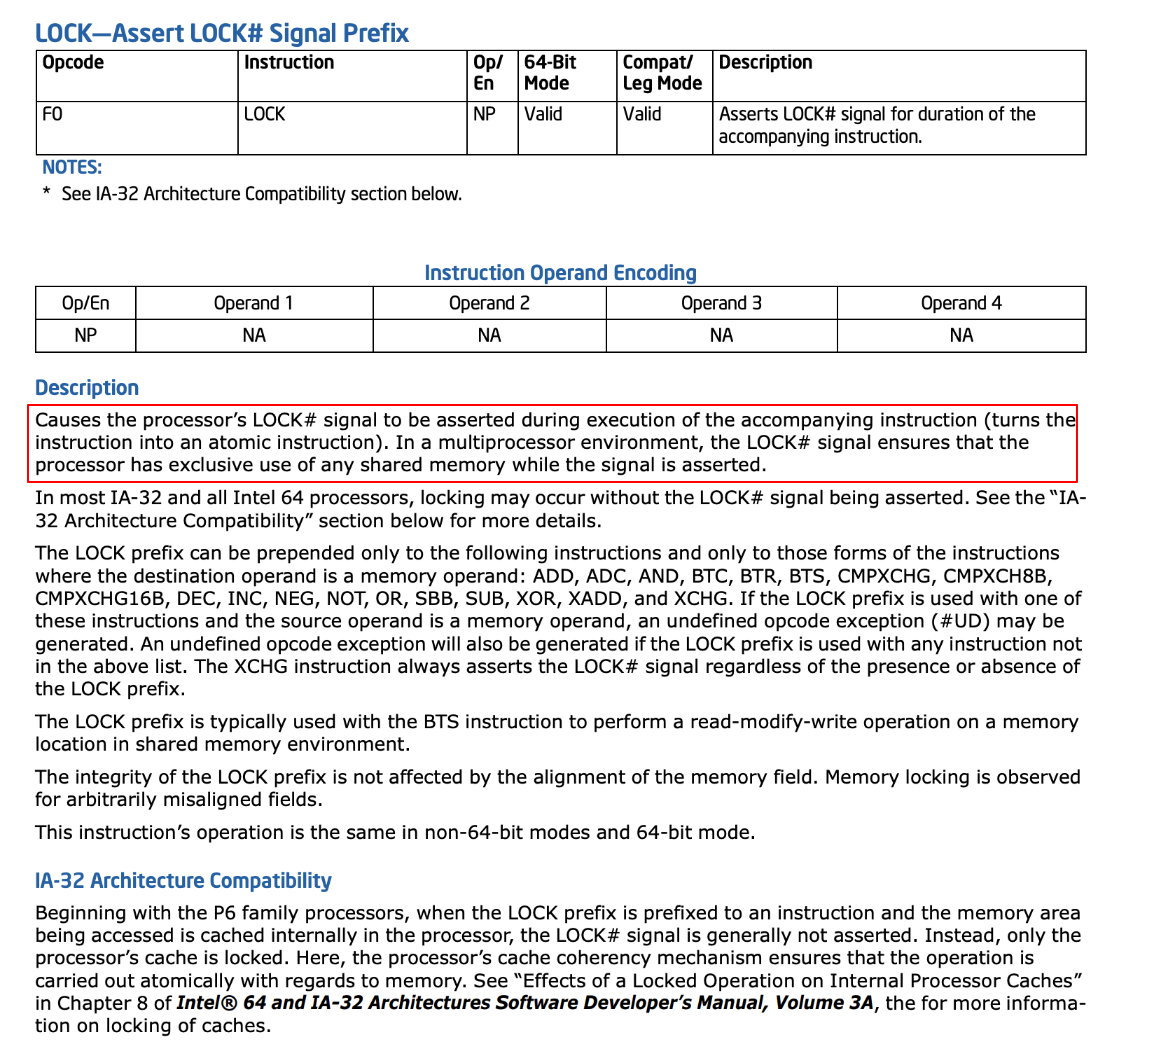 LOCK—Assert LOCK# Signal Prefix
Opcode Instruction Op/ 64-Bit Compat/ Description
En Mode Leg Mode
F0 LOCK NP Valid Valid Asserts LOCK# signal for duration of the
accompanying instruction.
NOTES:
* See IA-32 Architecture Compatibility section below.
Instruction Operand Encoding
Op/En Operand 1 Operand 2 Operand 3 Operand 4
NP NA NA NA NA
Description
Causes the processor’s LOCK# signal to be asserted during execution of the accompanying instruction (turns the
instruction into an atomic instruction). In a multiprocessor environment, the LOCK# signal ensures that the
processor has exclusive use of any shared memory while the signal is asserted.
In most IA-32 and all Intel 64 processors, locking may occur without the LOCK# signal being asserted. See the “IA-
32 Architecture Compatibility” section below for more details.
The LOCK prefix can be prepended only to the following instructions and only to those forms of the instructions
where the destination operand is a memory operand: ADD, ADC, AND, BTC, BTR, BTS, CMPXCHG, CMPXCH8B,
CMPXCHG16B, DEC, INC, NEG, NOT, OR, SBB, SUB, XOR, XADD, and XCHG. If the LOCK prefix is used with one of
these instructions and the source operand is a memory operand, an undefined opcode exception (#UD) may be
generated. An undefined opcode exception will also be generated if the LOCK prefix is used with any instruction not
in the above list. The XCHG instruction always asserts the LOCK# signal regardless of the presence or absence of
the LOCK prefix.
The LOCK prefix is typically used with the BTS instruction to perform a read-modify-write operation on a memory
location in shared memory environment.
The integrity of the LOCK prefix is not affected by the alignment of the memory field. Memory locking is observed
for arbitrarily misaligned fields.
This instruction’s operation is the same in non-64-bit modes and 64-bit mode.
IA-32 Architecture Compatibility
Beginning with the P6 family processors, when the LOCK prefix is prefixed to an instruction and the memory area
being accessed is cached internally in the processor, the LOCK# signal is generally not asserted. Instead, only the
processor’s cache is locked. Here, the processor’s cache coherency mechanism ensures that the operation is
carried out atomically with regards to memory. See “Effects of a Locked Operation on Internal Processor Caches”
in Chapter 8 of Intel® 64 and IA-32 Architectures Software Developer’s Manual, Volume 3A, the for more informa-
tion on locking of caches.